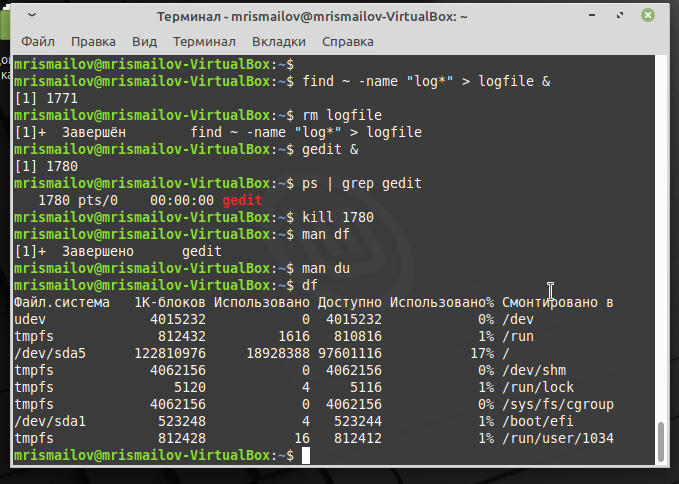 Терминал - mrismailov@mrismailov-VirtualBox: ~
Файл Правка Вид Терминал Вкладки Справка
mrismailov@mrismailov-VirtualBox:~$
mrismailov@mrismailov-VirtualBox:~$ find ~ -name "log*" > logfile &
[1] 1771
mrismailov@mrismailov-VirtualBox:~$ rm logfile
[1]+  Завершён        find ~ -name "log*" > logfile
mrismailov@mrismailov-VirtualBox:~$ gedit &
[1] 1780
mrismailov@mrismailov-VirtualBox:~$ ps | grep gedit
   1780 pts/0    00:00:00 gedit
mrismailov@mrismailov-VirtualBox:~$ kill 1780
mrismailov@mrismailov-VirtualBox:~$ man df
[1]+  Завершено      gedit
mrismailov@mrismailov-VirtualBox:~$ man du
mrismailov@mrismailov-VirtualBox:~$ df
Файл.система   1K-блоков Использовано Доступно Использовано% Смонтировано в
udev             4015232            0  4015232            0% /dev
tmpfs             812432         1616   810816            1% /run
/dev/sda5      122810976     18928388 97601116           17% /
tmpfs            4062156            0  4062156            0% /dev/shm
tmpfs               5120            4     5116            1% /run/lock
tmpfs            4062156            0  4062156            0% /sys/fs/cgroup
/dev/sda1         523248            4   523244            1% /boot/efi
tmpfs             812428           16   812412            1% /run/user/1034
mrismailov@mrismailov-VirtualBox:~$